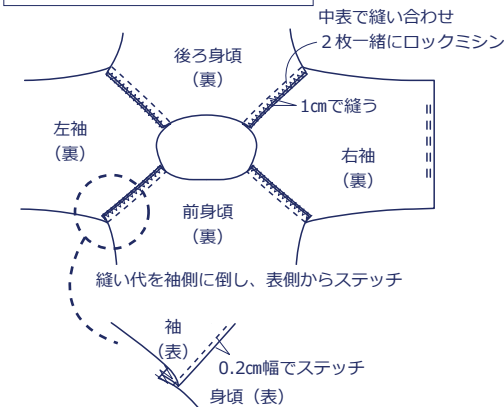 中表で縫い合わせ
2枚一緒にロックミシン
後ろ身頃
（裏）
1㎝で縫う
左袖
（裏）
右袖
（裏）
前身頃
（裏）
縫い代を袖側に倒し、表側からステッチ
袖
（表）
0.2㎝幅でステッチ
身頃（表）